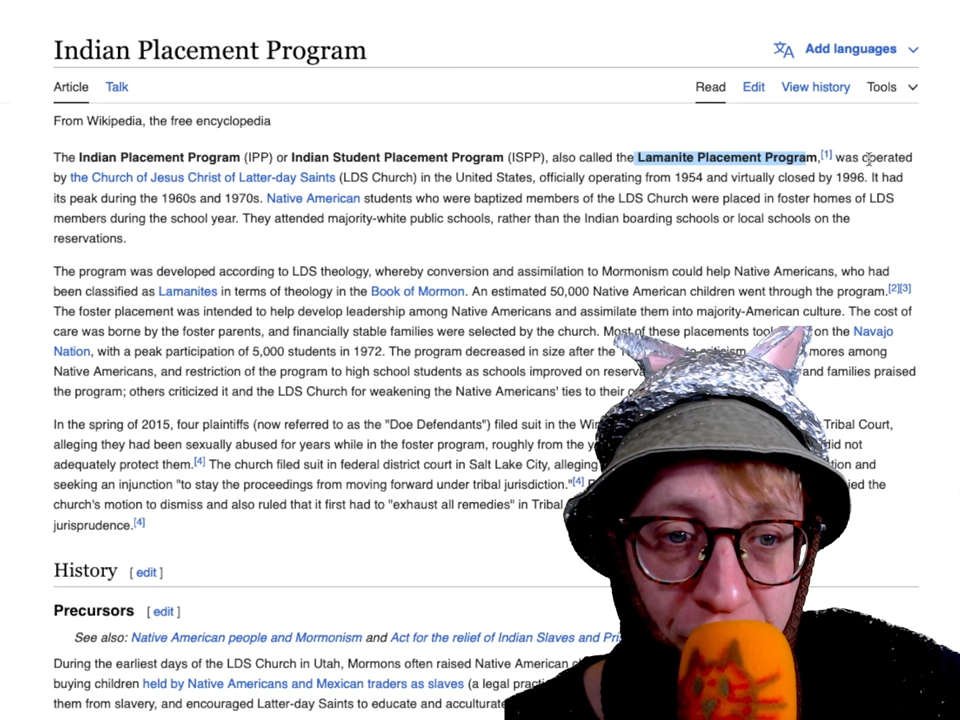 Indian Placement Program
Add languages
Article Talk Read Edit View history Tools
From Wikipedia, the free encyclopedia
The Indian Placement Program (IPP) or Indian Student Placement Program (ISPP), also called the Lamanite Placement Program,[1] was operated
by the Church of Jesus Christ of Latter-day Saints (LDS Church) in the United States, officially operating from 1954 and virtually closed by 1996. It had
its peak during the 1960s and 1970s. Native American students who were baptized members of the LDS Church were placed in foster homes of LDS
members during the school year. They attended majority-white public schools, rather than the Indian boarding schools or local schools on the
reservations.
The program was developed according to LDS theology, whereby conversion and assimilation to Mormonism could help Native Americans, who had
been classified as Lamanites in terms of theology in the Book of Mormon. An estimated 50,000 Native American children went through the program.[2][3]
The foster placement was intended to help develop leadership among Native Americans and assimilate them into majority-American culture. The cost of
care was borne by the foster parents, and financially stable families were selected by the church. Most of these placements on the Navajo
Nation, with a peak participation of 5,000 students in 1972. The program decreased in size after the mores among
Native Americans, and restriction of the program to high school students as schools improved on and families praised
the program; others criticized it and the LDS Church for weakening the Native Americans' ties to their
In the spring of 2015, four plaintiffs (now referred to as the "Doe Defendants") filed suit in the Tribal Court,
alleging they had been sexually abused for years while in the foster program, roughly from the did not
adequately protect them.[4] The church filed suit in federal district court in Salt Lake City, alleging and
seeking an injunction "to stay the proceedings from moving forward under tribal jurisdiction."[4] the
church's motion to dismiss and also ruled that it first had to "exhaust all remedies" in Tribal
jurisprudence.[4]
History [ edit ]
Precursors [ edit ]
See also: Native American people and Mormonism and Act for the relief of Indian Slaves and
During the earliest days of the LDS Church in Utah, Mormons often raised Native American
buying children held by Native Americans and Mexican traders as slaves (a legal
them from slavery, and encouraged Latter-day Saints to educate and